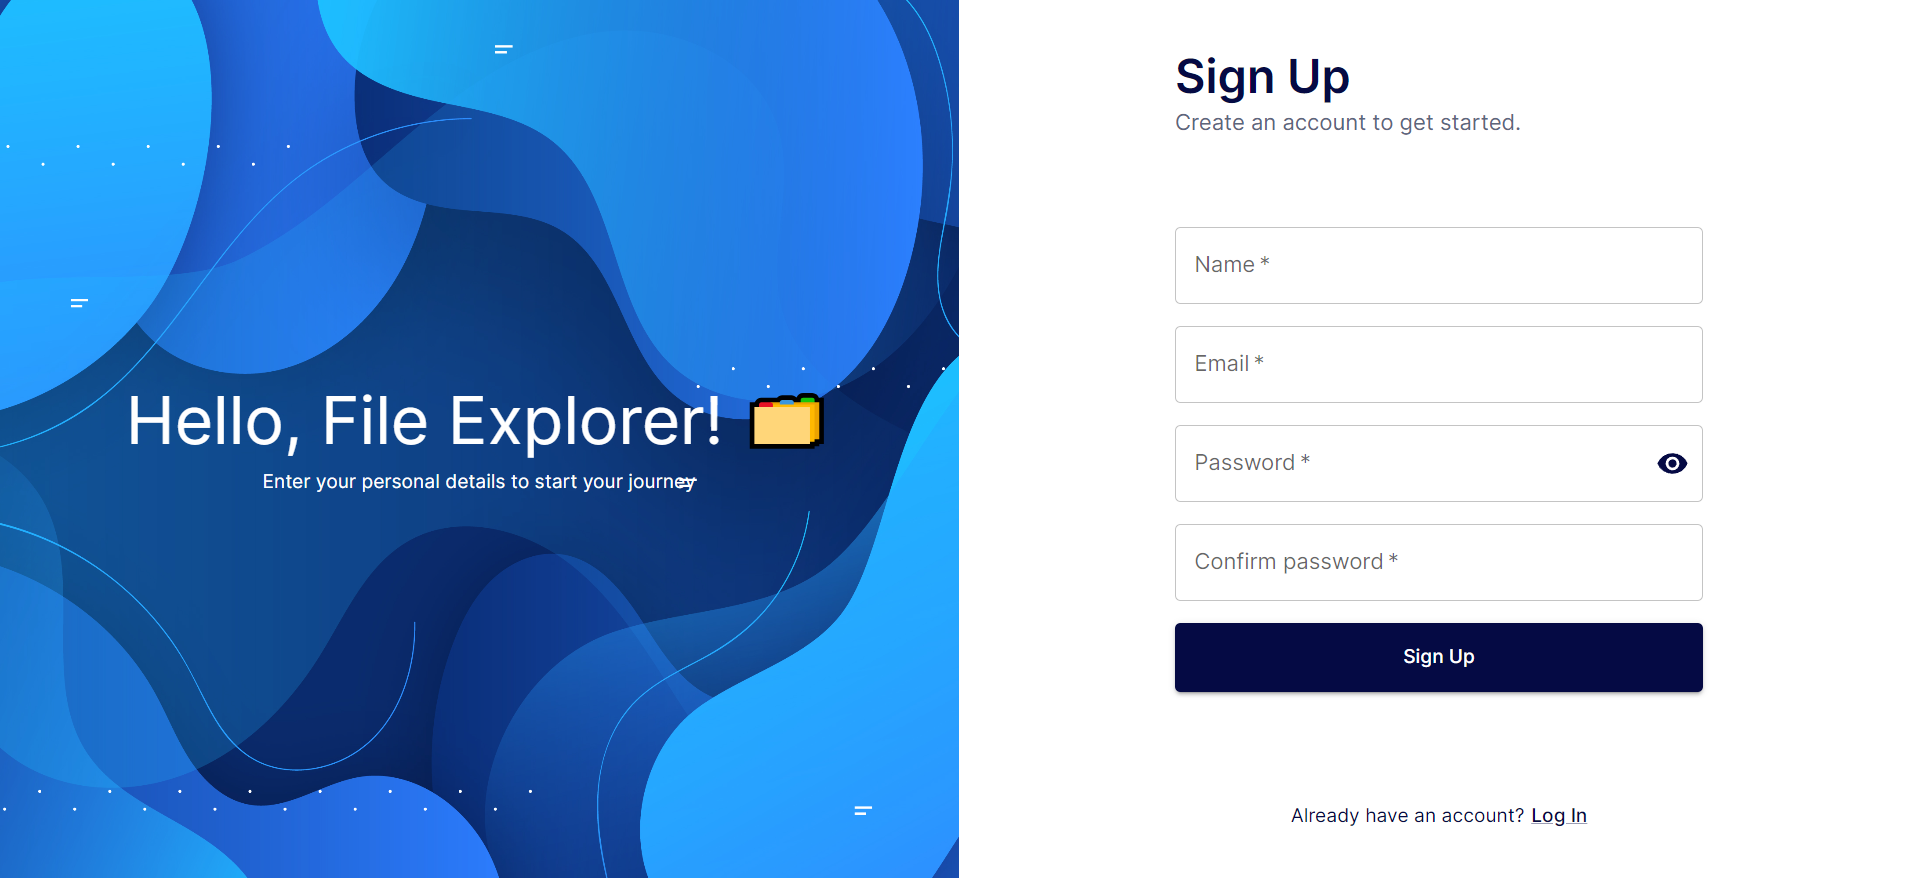 Hello, File Explorer!
Enter your personal details to start your journey
Sign Up
Create an account to get started.
Name *
Email *
Password *
Confirm password *
Sign Up
Already have an account? Log In